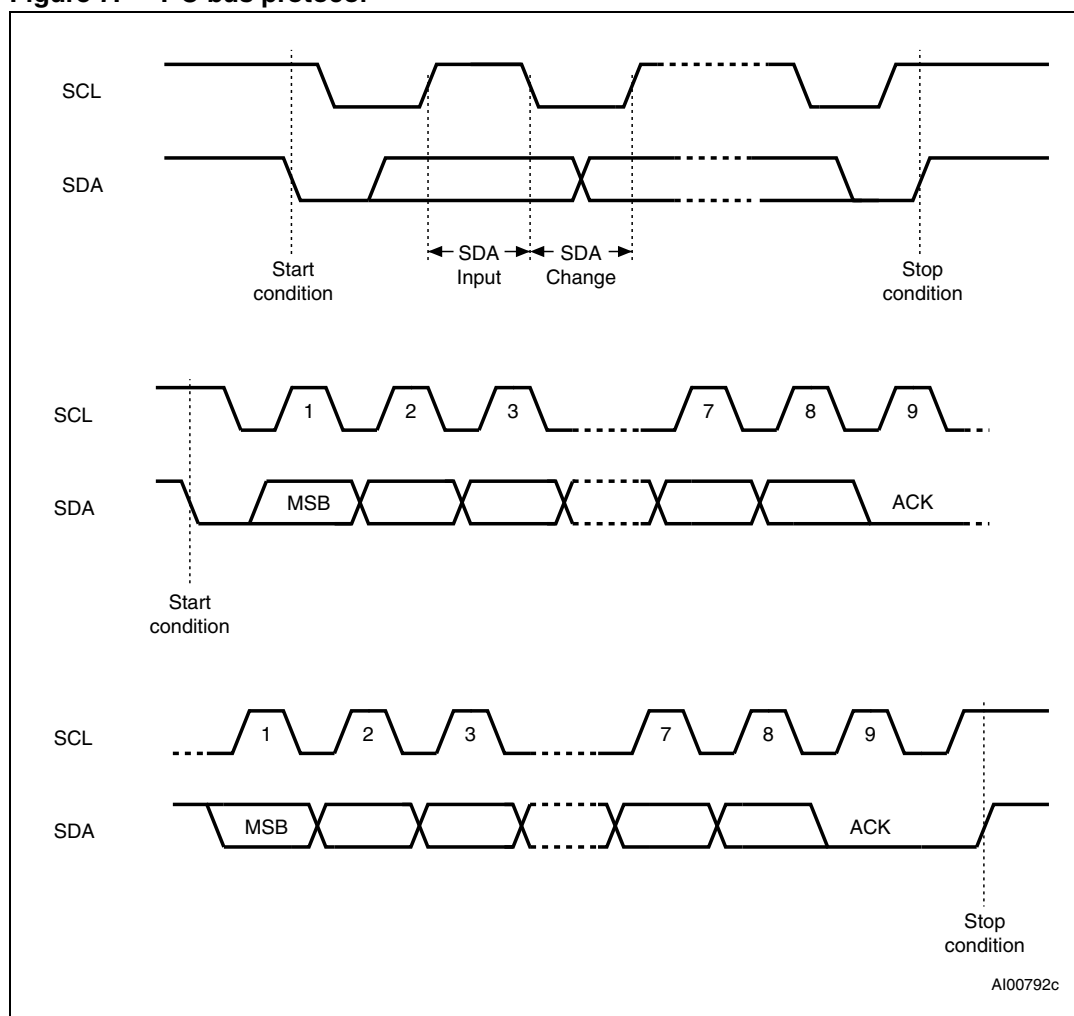 SCL
SDA
SDA
Input
SDA
Change
Start
condition
Stop
condition
SCL
1 2 3 7 8 9
SDA
MSB ACK
Start
condition
SCL
1 2 3 7 8 9
SDA
MSB ACK
Stop
condition
AI00792c